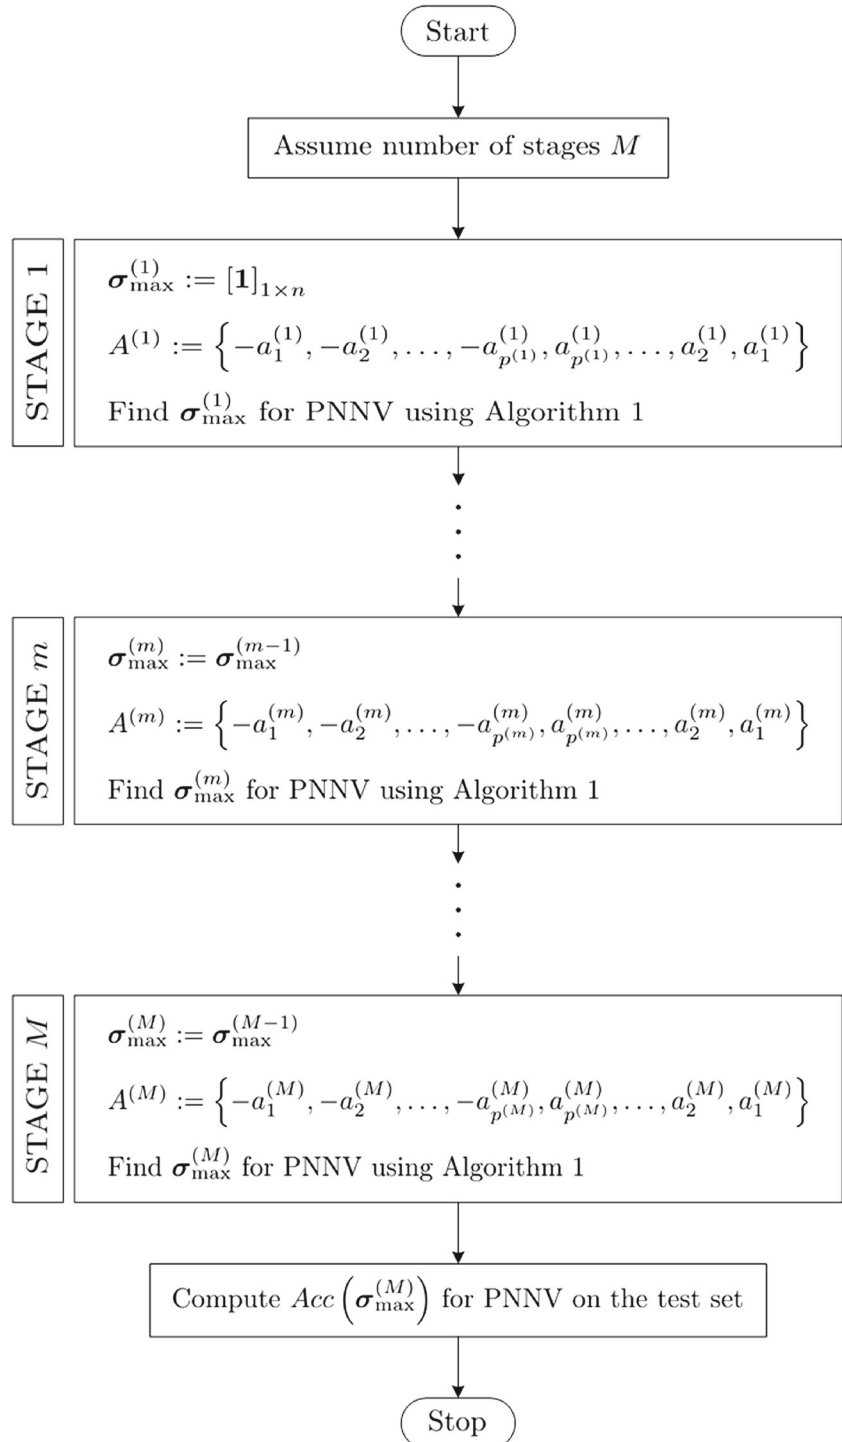 Start
Assume number of stages M
STAGE 1
σ_max^(1) := [1]_{1×n}
A^(1) := {−a_1^(1), −a_2^(1), . . . , −a_{p^(1)}^(1), a_{p^(1)}^(1), . . . , a_2^(1), a_1^(1)}
Find σ_max^(1) for PNNV using Algorithm 1
STAGE m
σ_max^(m) := σ_max^(m−1)
A^(m) := {−a_1^(m), −a_2^(m), . . . , −a_{p^(m)}^(m), a_{p^(m)}^(m), . . . , a_2^(m), a_1^(m)}
Find σ_max^(m) for PNNV using Algorithm 1
STAGE M
σ_max^(M) := σ_max^(M−1)
A^(M) := {−a_1^(M), −a_2^(M), . . . , −a_{p^(M)}^(M), a_{p^(M)}^(M), . . . , a_2^(M), a_1^(M)}
Find σ_max^(M) for PNNV using Algorithm 1
Compute Acc (σ_max^(M)) for PNNV on the test set
Stop